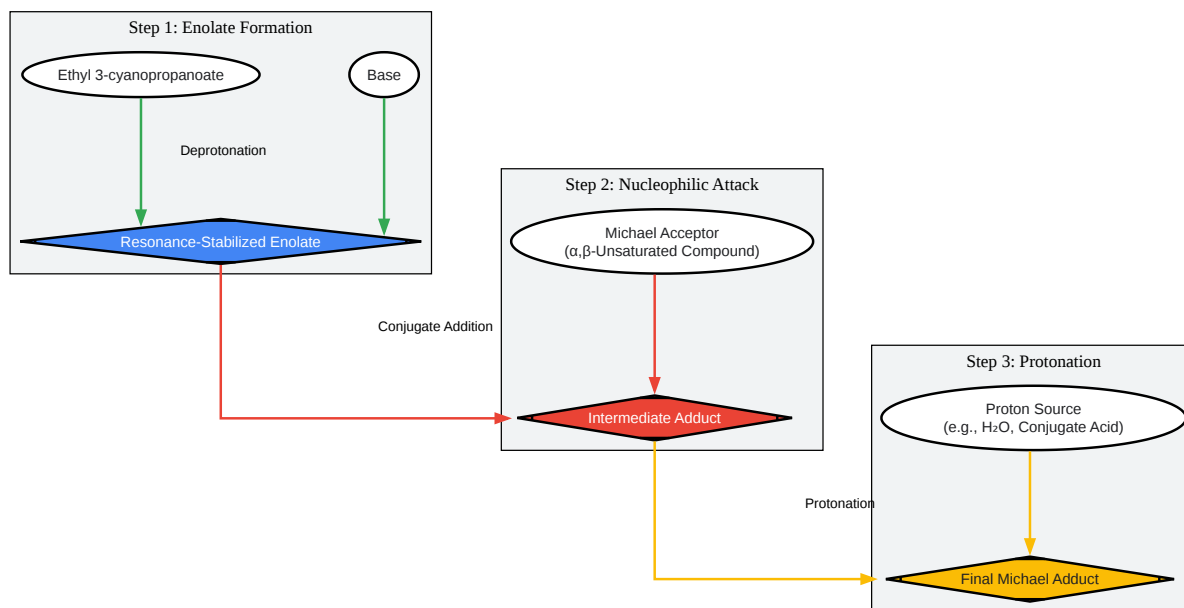 Step 1: Enolate Formation
Ethyl 3-cyanopropanoate
Base
Deprotonation
Resonance-Stabilized Enolate
Step 2: Nucleophilic Attack
Michael Acceptor
(α,β-Unsaturated Compound)
Conjugate Addition
Intermediate Adduct
Step 3: Protonation
Proton Source
(e.g., H₂O, Conjugate Acid)
Protonation
Final Michael Adduct